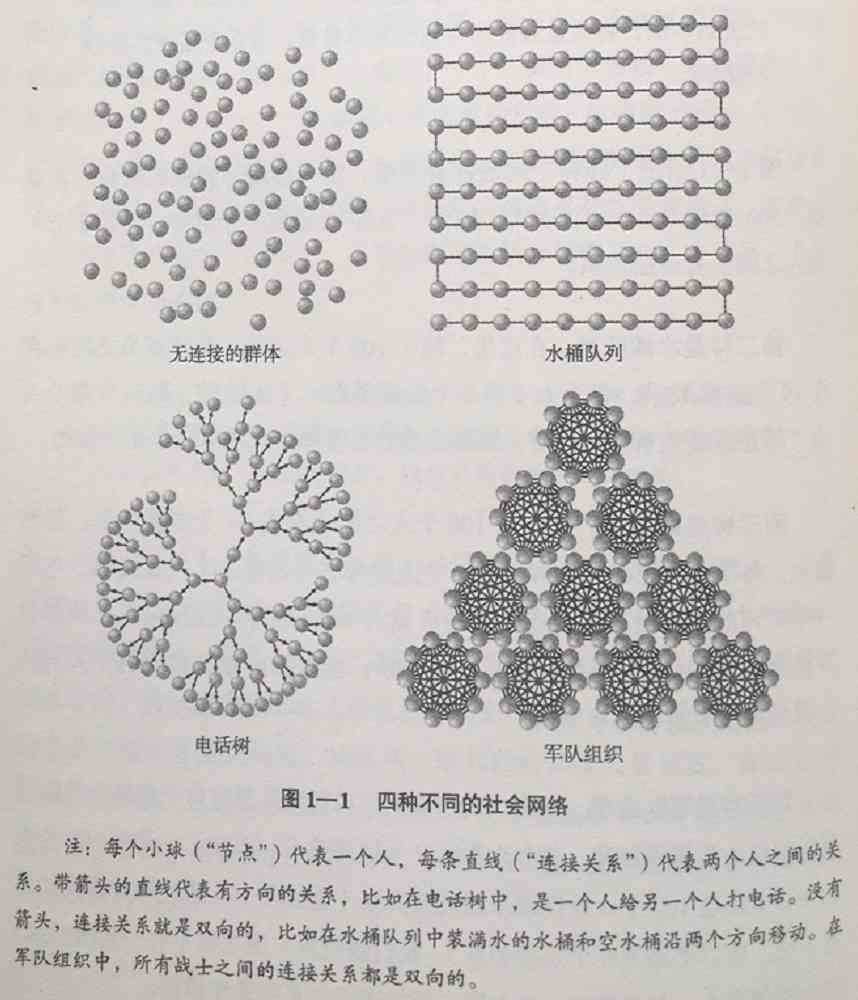 无连接的群体
水桶队列
电话树
军队组织
图1—1 四种不同的社会网络
注：每个小球（“节点”）代表一个人，每条直线（“连接关系”）代表两个人之间的关
系。带箭头的直线代表有方向的关系，比如在电话树中，是一个人给另一个人打电话。没有
箭头，连接关系就是双向的，比如在水桶队列中装满水的水桶和空水桶沿两个方向移动。在
军队组织中，所有战士之间的连接关系都是双向的。